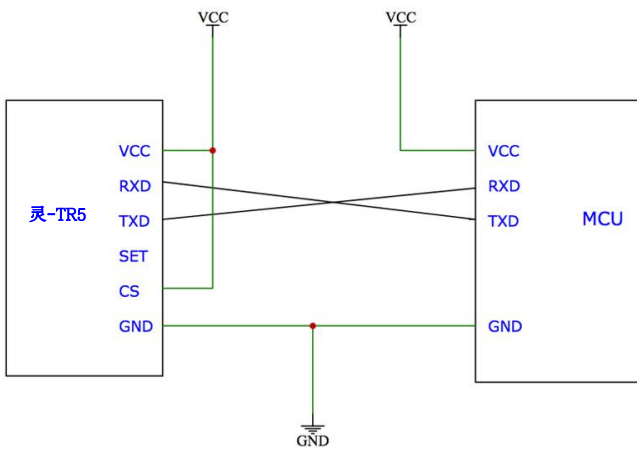 VCC
VCC
VCC
RXD
TXD
SET
CS
GND
灵-TR5
VCC
RXD
TXD
GND
MCU
GND